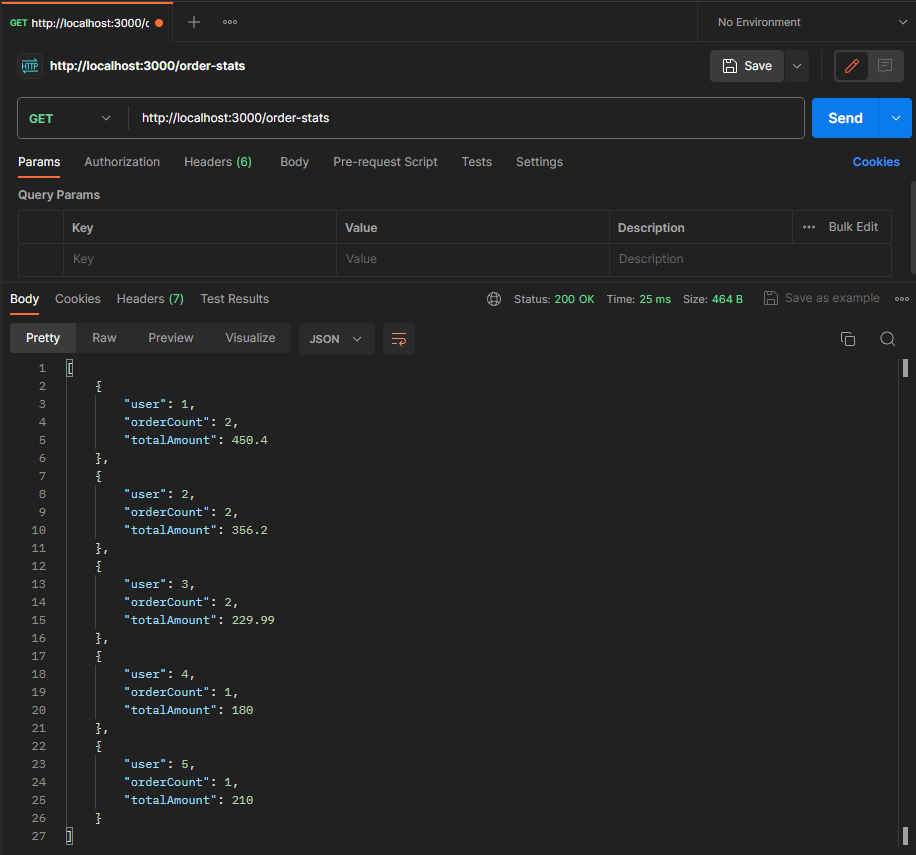 GET http://localhost:3000/c
No Environment
HTTP http://localhost:3000/order-stats
Save
GET http://localhost:3000/order-stats Send
Params Authorization Headers (6) Body Pre-request Script Tests Settings Cookies
Query Params
Key Value Description Bulk Edit
Key Value Description
Body Cookies Headers (7) Test Results Status: 200 OK Time: 25 ms Size: 464 B Save as example
Pretty Raw Preview Visualize JSON
1 [
2 {
3 "user": 1,
4 "orderCount": 2,
5 "totalAmount": 450.4
6 },
7 {
8 "user": 2,
9 "orderCount": 2,
10 "totalAmount": 356.2
11 },
12 {
13 "user": 3,
14 "orderCount": 2,
15 "totalAmount": 229.99
16 },
17 {
18 "user": 4,
19 "orderCount": 1,
20 "totalAmount": 180
21 },
22 {
23 "user": 5,
24 "orderCount": 1,
25 "totalAmount": 210
26 }
27 ]